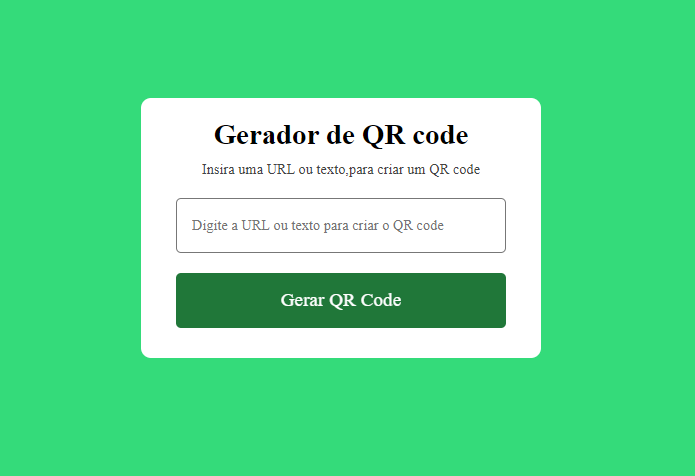 Gerador de QR code
Insira uma URL ou texto,para criar um QR code
Digite a URL ou texto para criar o QR code
Gerar QR Code